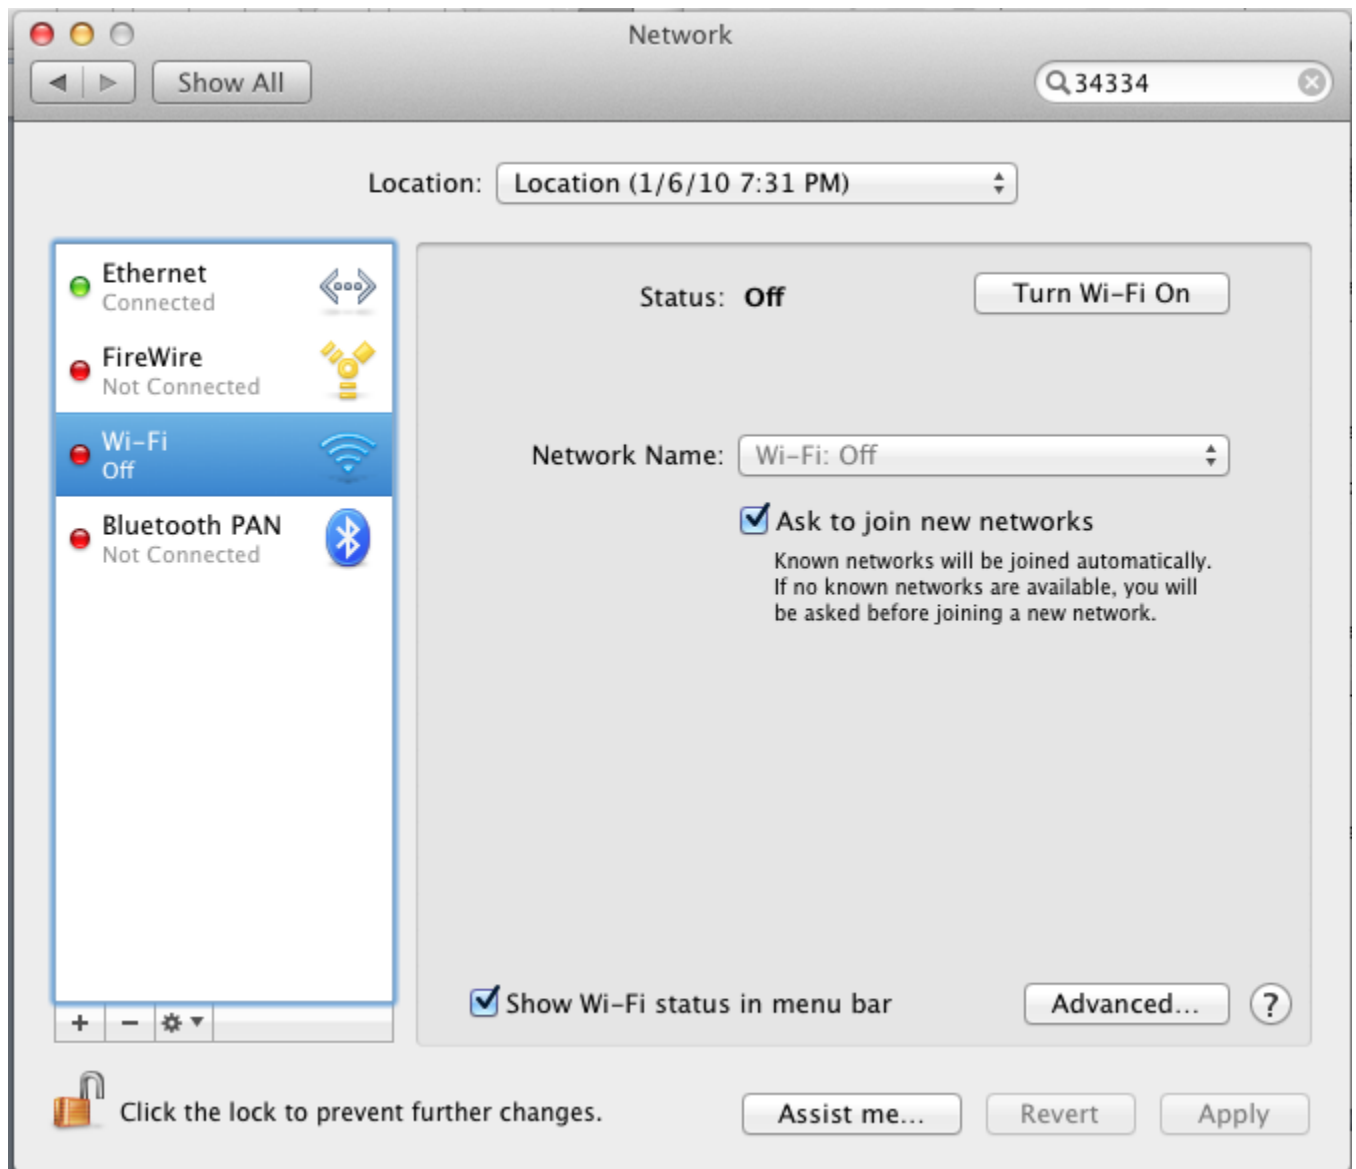 Network
Show All
34334
Location: Location (1/6/10 7:31 PM)
Ethernet
Connected
FireWire
Not Connected
Wi-Fi
Off
Bluetooth PAN
Not Connected
Status: Off
Turn Wi-Fi On
Network Name: Wi-Fi: Off
Ask to join new networks
Known networks will be joined automatically.
If no known networks are available, you will
be asked before joining a new network.
Show Wi-Fi status in menu bar
Advanced...
?
Click the lock to prevent further changes.
Assist me...
Revert
Apply